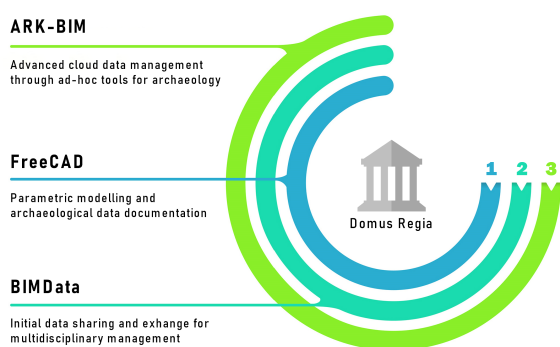 ARK-BIM
Advanced cloud data management
through ad-hoc tools for archaeology
FreeCAD
Parametric modelling and
archaeological data documentation
BIMData
Initial data sharing and exhange for
multidisciplinary management
1 2 3
Domus Regia